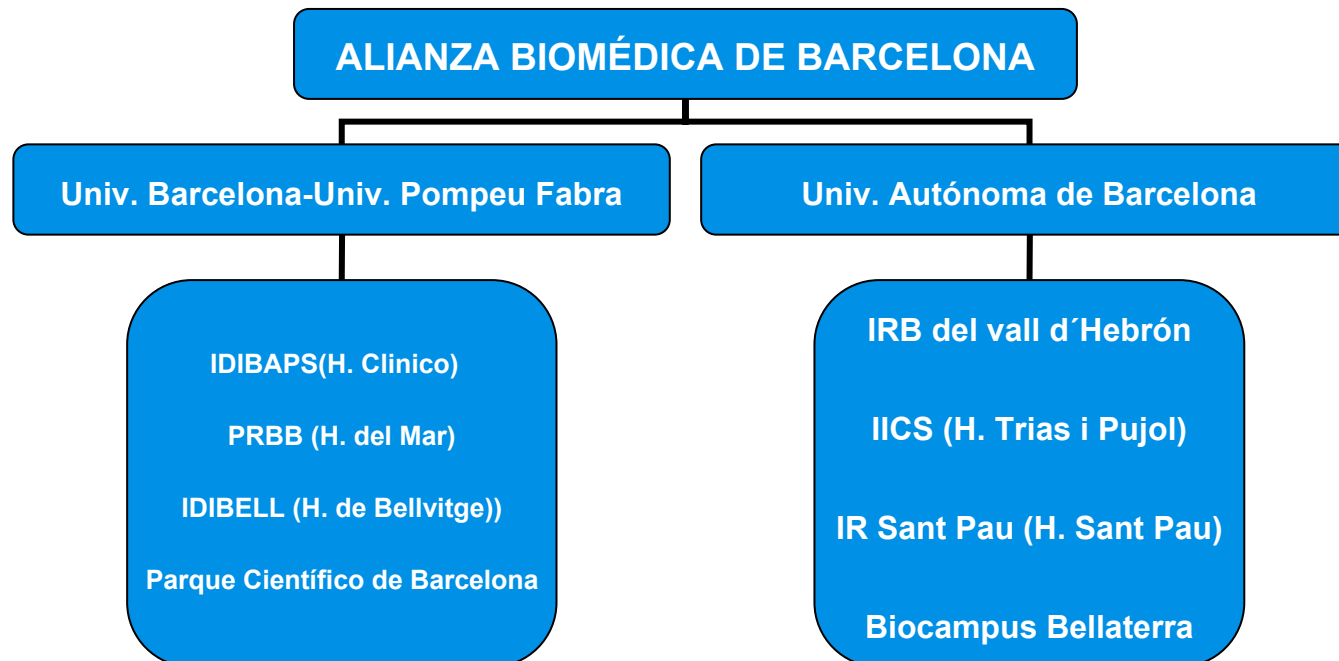 ALIANZA BIOMÉDICA DE BARCELONA
Univ. Barcelona-Univ. Pompeu Fabra
Univ. Autónoma de Barcelona
IDIBAPS(H. Clinico)
PRBB (H. del Mar)
IDIBELL (H. de Bellvitge))
Parque Científico de Barcelona
IRB del vall d´Hebrón
IICS (H. Trias i Pujol)
IR Sant Pau (H. Sant Pau)
Biocampus Bellaterra